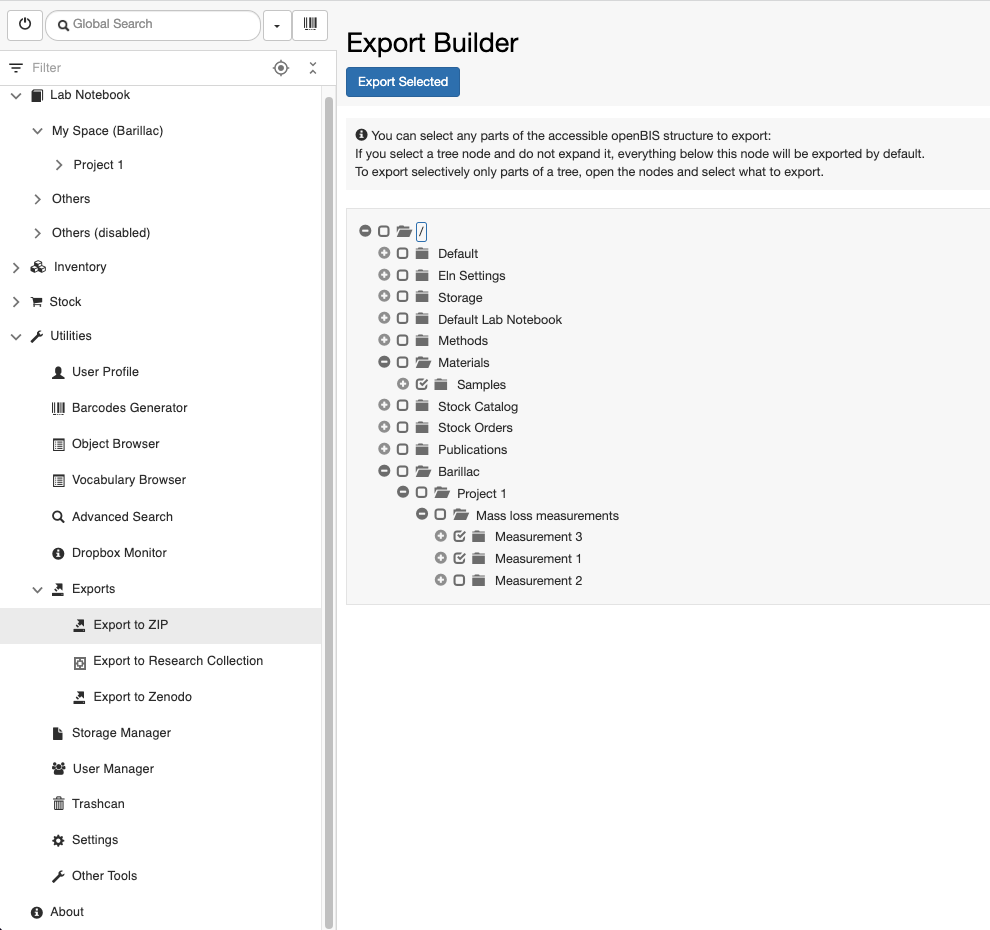 Global Search
Filter
Lab Notebook
My Space (Barillac)
Project 1
Others
Others (disabled)
Inventory
Stock
Utilities
User Profile
Barcodes Generator
Object Browser
Vocabulary Browser
Advanced Search
Dropbox Monitor
Exports
Export to ZIP
Export to Research Collection
Export to Zenodo
Storage Manager
User Manager
Trashcan
Settings
Other Tools
About
Export Builder
Export Selected
You can select any parts of the accessible openBIS structure to export:
If you select a tree node and do not expand it, everything below this node will be exported by default.
To export selectively only parts of a tree, open the nodes and select what to export.
/
Default
Eln Settings
Storage
Default Lab Notebook
Methods
Materials
Samples
Stock Catalog
Stock Orders
Publications
Barillac
Project 1
Mass loss measurements
Measurement 3
Measurement 1
Measurement 2